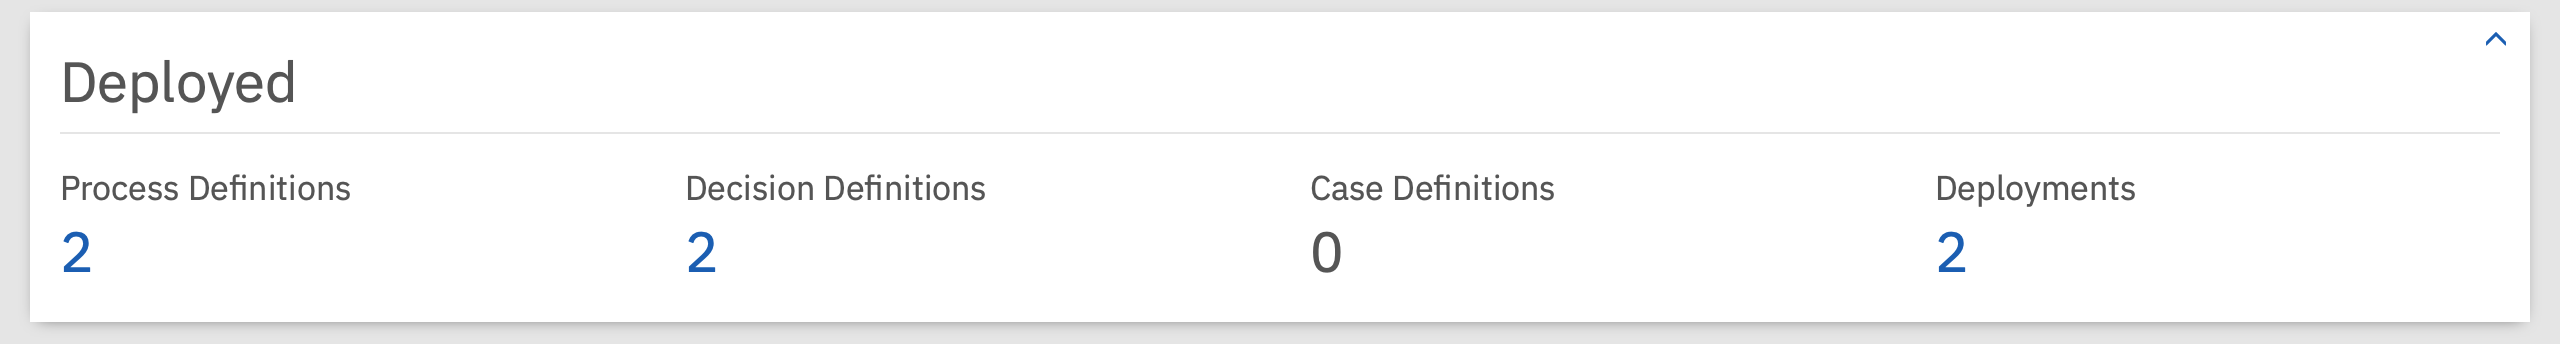 Deployed
Process Definitions Decision Definitions Case Definitions Deployments
2 2 0 2